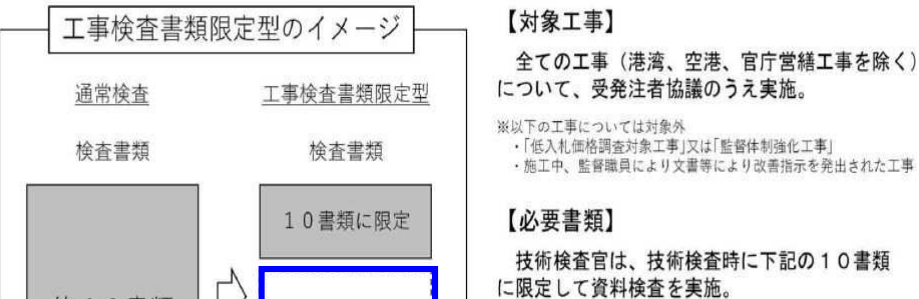 工事検査書類限定型のイメージ
通常検査
工事検査書類限定型
検査書類
検査書類
10書類に限定
【対象工事】
全ての工事（港湾、空港、官庁営繕工事を除く）
について、受発注者協議のうえ実施。
※以下の工事については対象外
・「低入札価格調査対象工事」又は「監督体制強化工事」
・施工中、監督職員により文書等により改善指示を発出された工事
【必要書類】
技術検査官は、技術検査時に下記の１０書類
に限定して資料検査を実施。